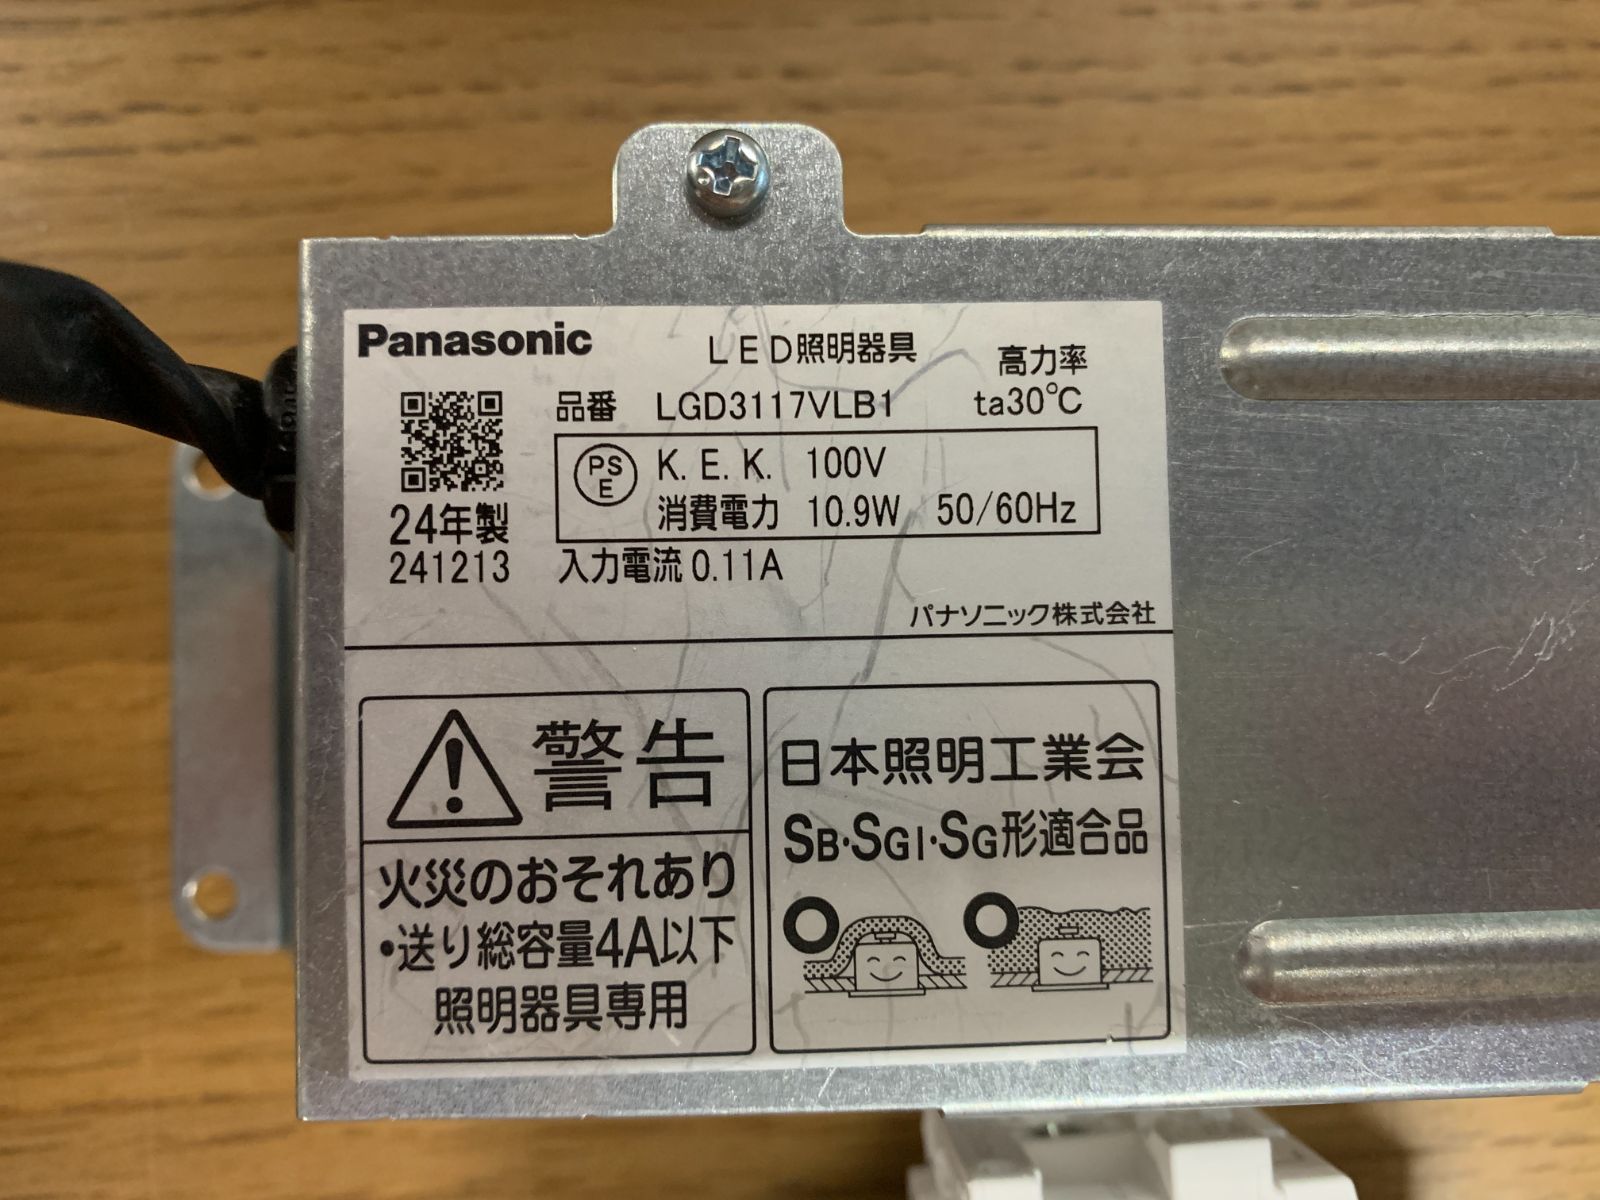 Panasonic
LED照明器具
高力率
品番 LGD3117VLB1
ta30℃
PS
E
K.E.K. 100V
消費電力 10.9W 50/60Hz
24年製
241213
入力電流 0.11A
パナソニック株式会社
警告
火災のおそれあり
・送り総容量4A以下
照明器具専用
日本照明工業会
SB・SGI・SG形適合品